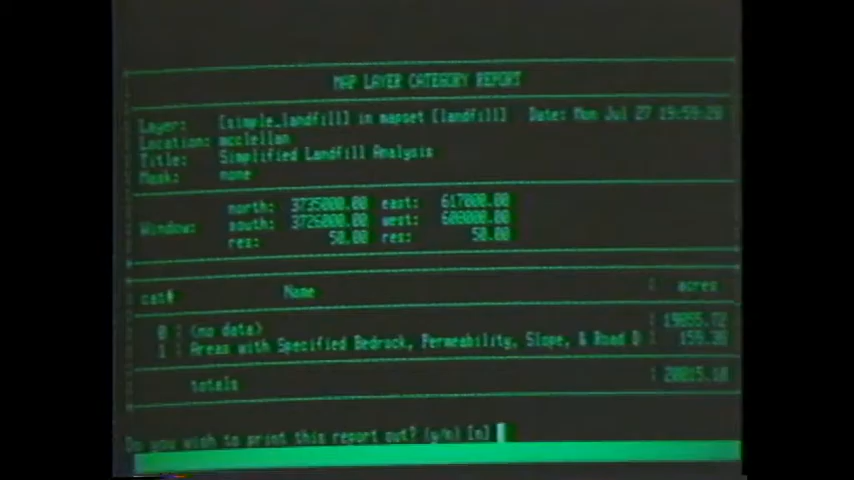 MAP LAYER CATEGORY REPORT
Layer: [simple_landfill] in mapset [landfill] Date: Mon Jul 27 19:59:20
Location: mcclellan
Title: Simplified Landfill Analysis
Mask: none
Window: north: 3735000.00 east: 617000.00
south: 3726000.00 west: 608000.00
res: 50.00 res: 50.00
cat# Name acres
0 (no data) 19855.72
1 Areas with Specified Bedrock, Permeability, Slope, & Road D 159.38
totals 20015.10
Do you wish to print this report out? (y/n) [n]